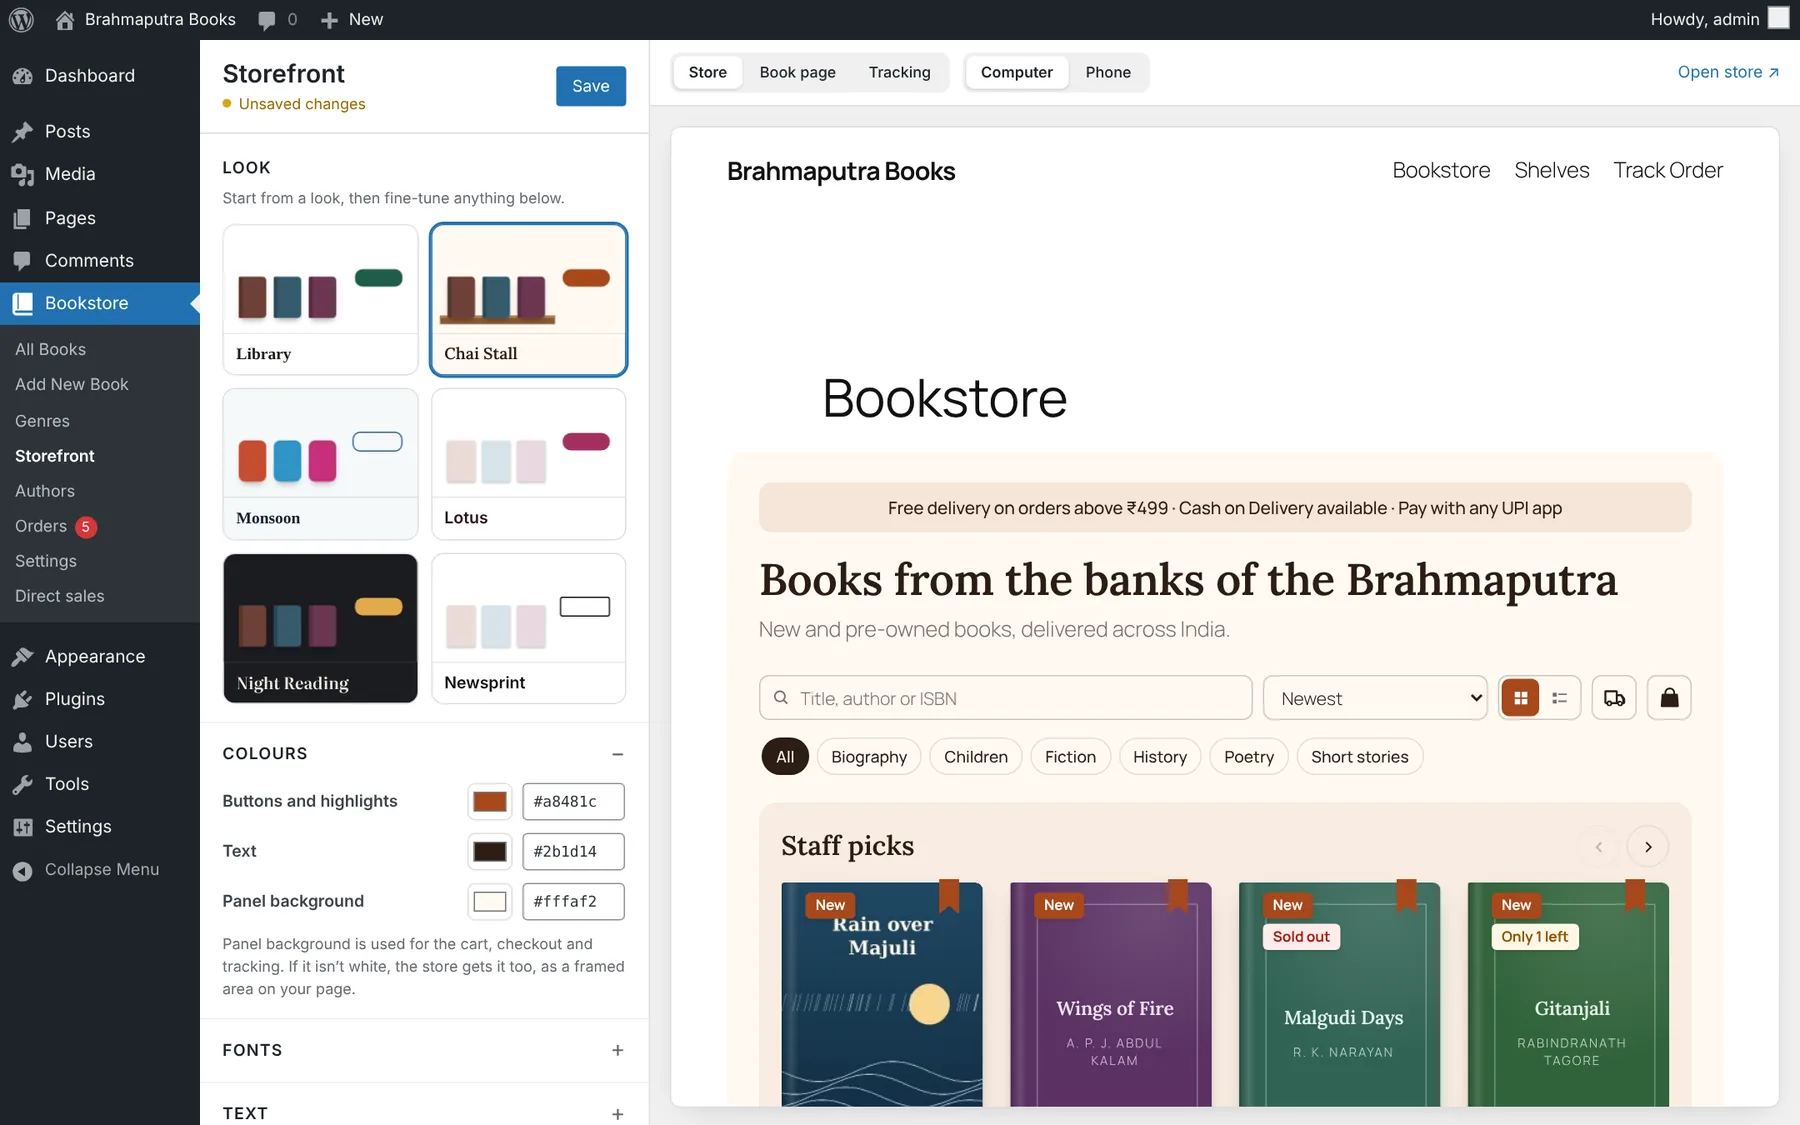 Brahmaputra Books
0
New
Howdy, admin
Dashboard
Posts
Media
Pages
Comments
Bookstore
All Books
Add New Book
Genres
Storefront
Authors
Orders 5
Settings
Direct sales
Appearance
Plugins
Users
Tools
Settings
Collapse Menu
Storefront
Unsaved changes
Save
LOOK
Start from a look, then fine-tune anything below.
Library
Chai Stall
Monsoon
Lotus
Night Reading
Newsprint
COLOURS
Buttons and highlights
#a8481c
Text
#2b1d14
Panel background
#fffaf2
Panel background is used for the cart, checkout and
tracking. If it isn’t white, the store gets it too, as a framed
area on your page.
FONTS
TEXT
Store
Book page
Tracking
Computer
Phone
Open store ↗
Brahmaputra Books
Bookstore
Shelves
Track Order
Bookstore
Free delivery on orders above ₹499 · Cash on Delivery available · Pay with any UPI app
Books from the banks of the Brahmaputra
New and pre-owned books, delivered across India.
Title, author or ISBN
Newest
All
Biography
Children
Fiction
History
Poetry
Short stories
Staff picks
New
Rain over
Majuli
New
Wings of Fire
A. P. J. ABDUL
KALAM
New
Sold out
Malgudi Days
R. K. NARAYAN
New
Only 1 left
Gitanjali
RABINDRANATH
TAGORE